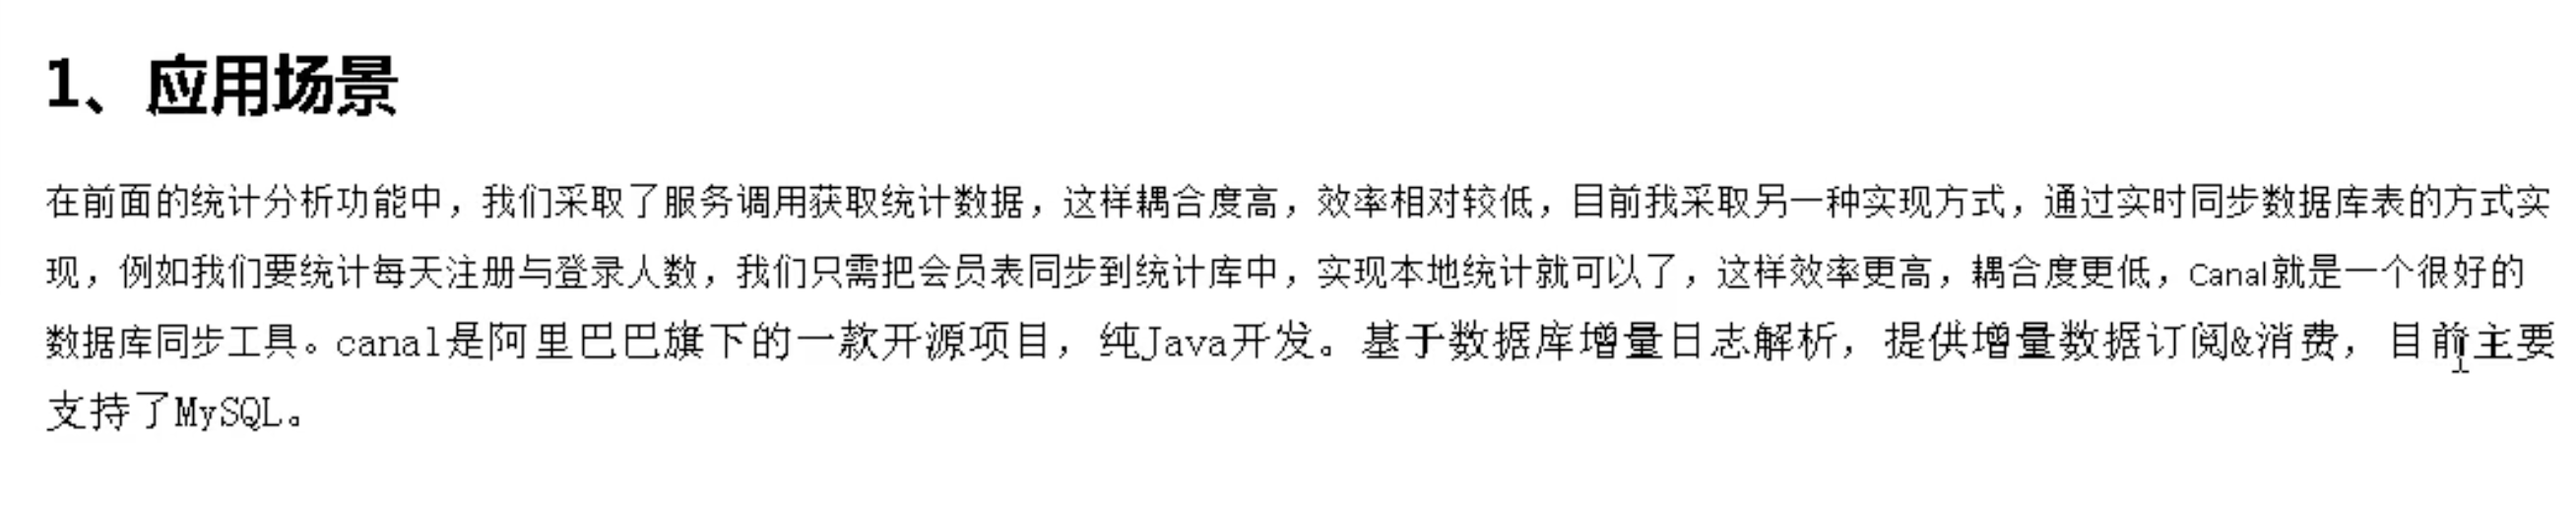 1、应用场景
在前面的统计分析功能中，我们采取了服务调用获取统计数据，这样耦合度高，效率相对较低，目前我采取另一种实现方式，通过实时同步数据库表的方式实
现，例如我们要统计每天注册与登录人数，我们只需把会员表同步到统计库中，实现本地统计就可以了，这样效率更高，耦合度更低，Canal就是一个很好的
数据库同步工具。canal是阿里巴巴旗下的一款开源项目，纯Java开发。基于数据库增量日志解析，提供增量数据订阅&消费，目前主要
支持了MySQL。